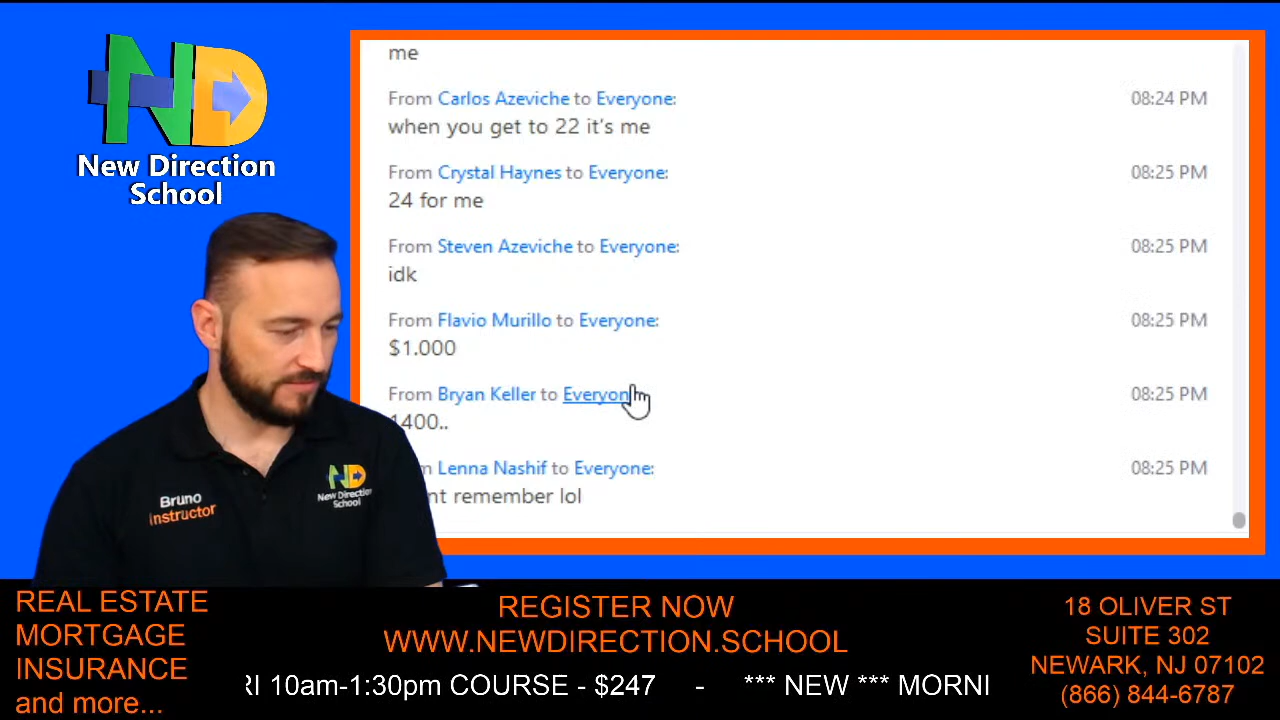 ND
New Direction
School
me
From Carlos Azeviche to Everyone: 08:24 PM
when you get to 22 it's me
From Crystal Haynes to Everyone: 08:25 PM
24 for me
From Steven Azeviche to Everyone: 08:25 PM
idk
From Flavio Murillo to Everyone: 08:25 PM
$1.000
From Bryan Keller to Everyon 08:25 PM
1400..
m Lenna Nashif to Everyone: 08:25 PM
nt remember lol
Bruno
Instructor
ND
New Direction
School
REAL ESTATE
MORTGAGE
INSURANCE
and more...
REGISTER NOW
WWW.NEWDIRECTION.SCHOOL
RI 10am-1:30pm COURSE - $247 - *** NEW *** MORNI
18 OLIVER ST
SUITE 302
NEWARK, NJ 07102
(866) 844-6787